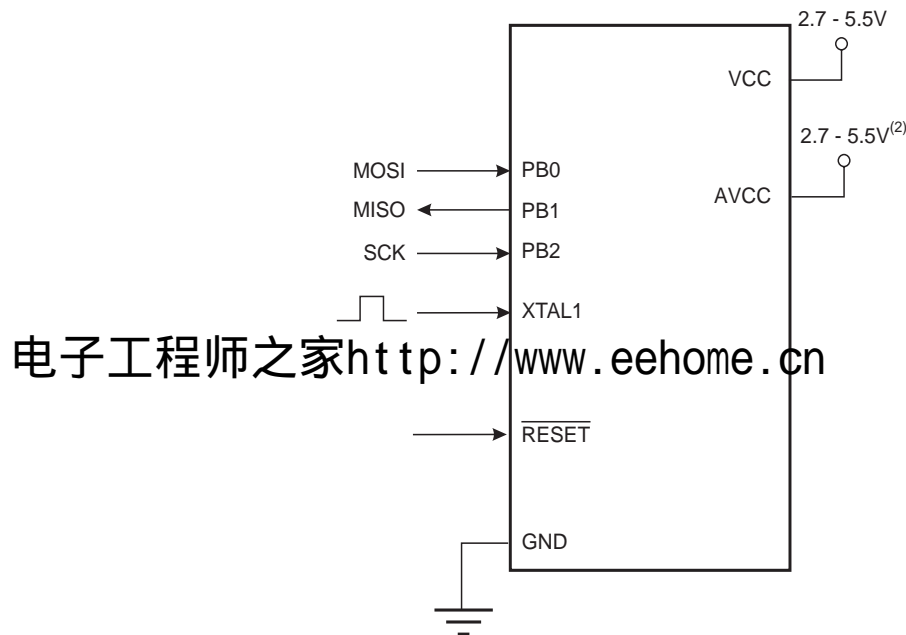 2.7 - 5.5V
VCC
2.7 - 5.5V(2)
AVCC
MOSI PB0
MISO PB1
SCK PB2
XTAL1
电子工程师之家http://www.eehome.cn
RESET
GND